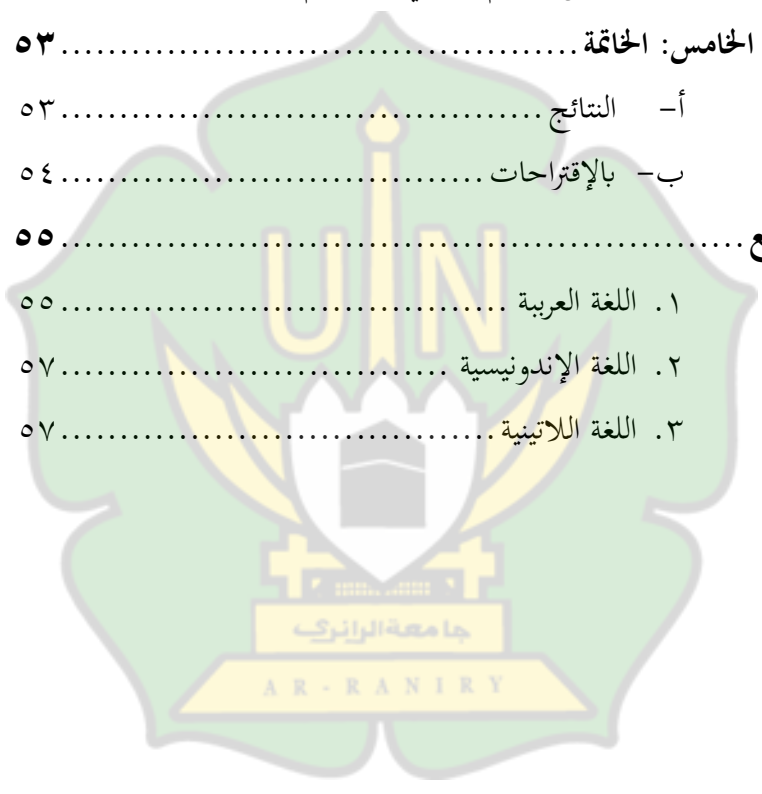 الخامس: الخاتمة ............................................ ٥٣
أ- النتائج ........................................... ٥٣
ب- بالإقتراحات ................................ ٥٤
ع ......................................................... ٥٥
١. اللغة العربية ................................... ٥٥
٢. اللغة الإندونيسية ............................. ٥٧
٣. اللغة اللاتينية .................................. ٥٧
UIN
جامعة الرانري
AR-RANIRY